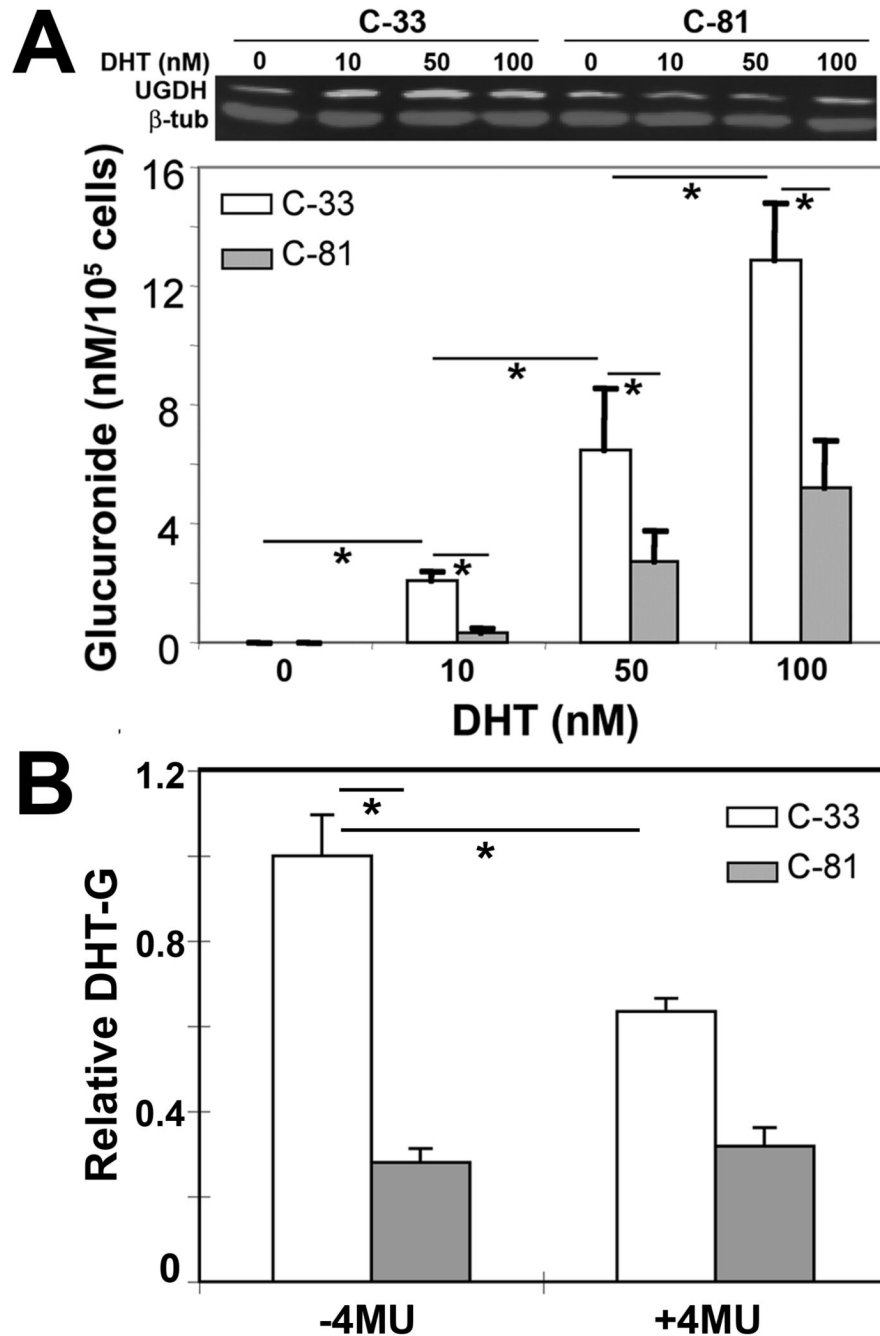 A
C-33 C-81
DHT (nM) 0 10 50 100 0 10 50 100
UGDH
β-tub
16
C-33
*
*
C-81
12
*
*
8
*
*
4
0
0 10 50 100
Glucuronide (nM/10⁵ cells)
DHT (nM)
B
1.2
*
C-33
*
C-81
0.8
0.4
0
Relative DHT-G
-4MU +4MU